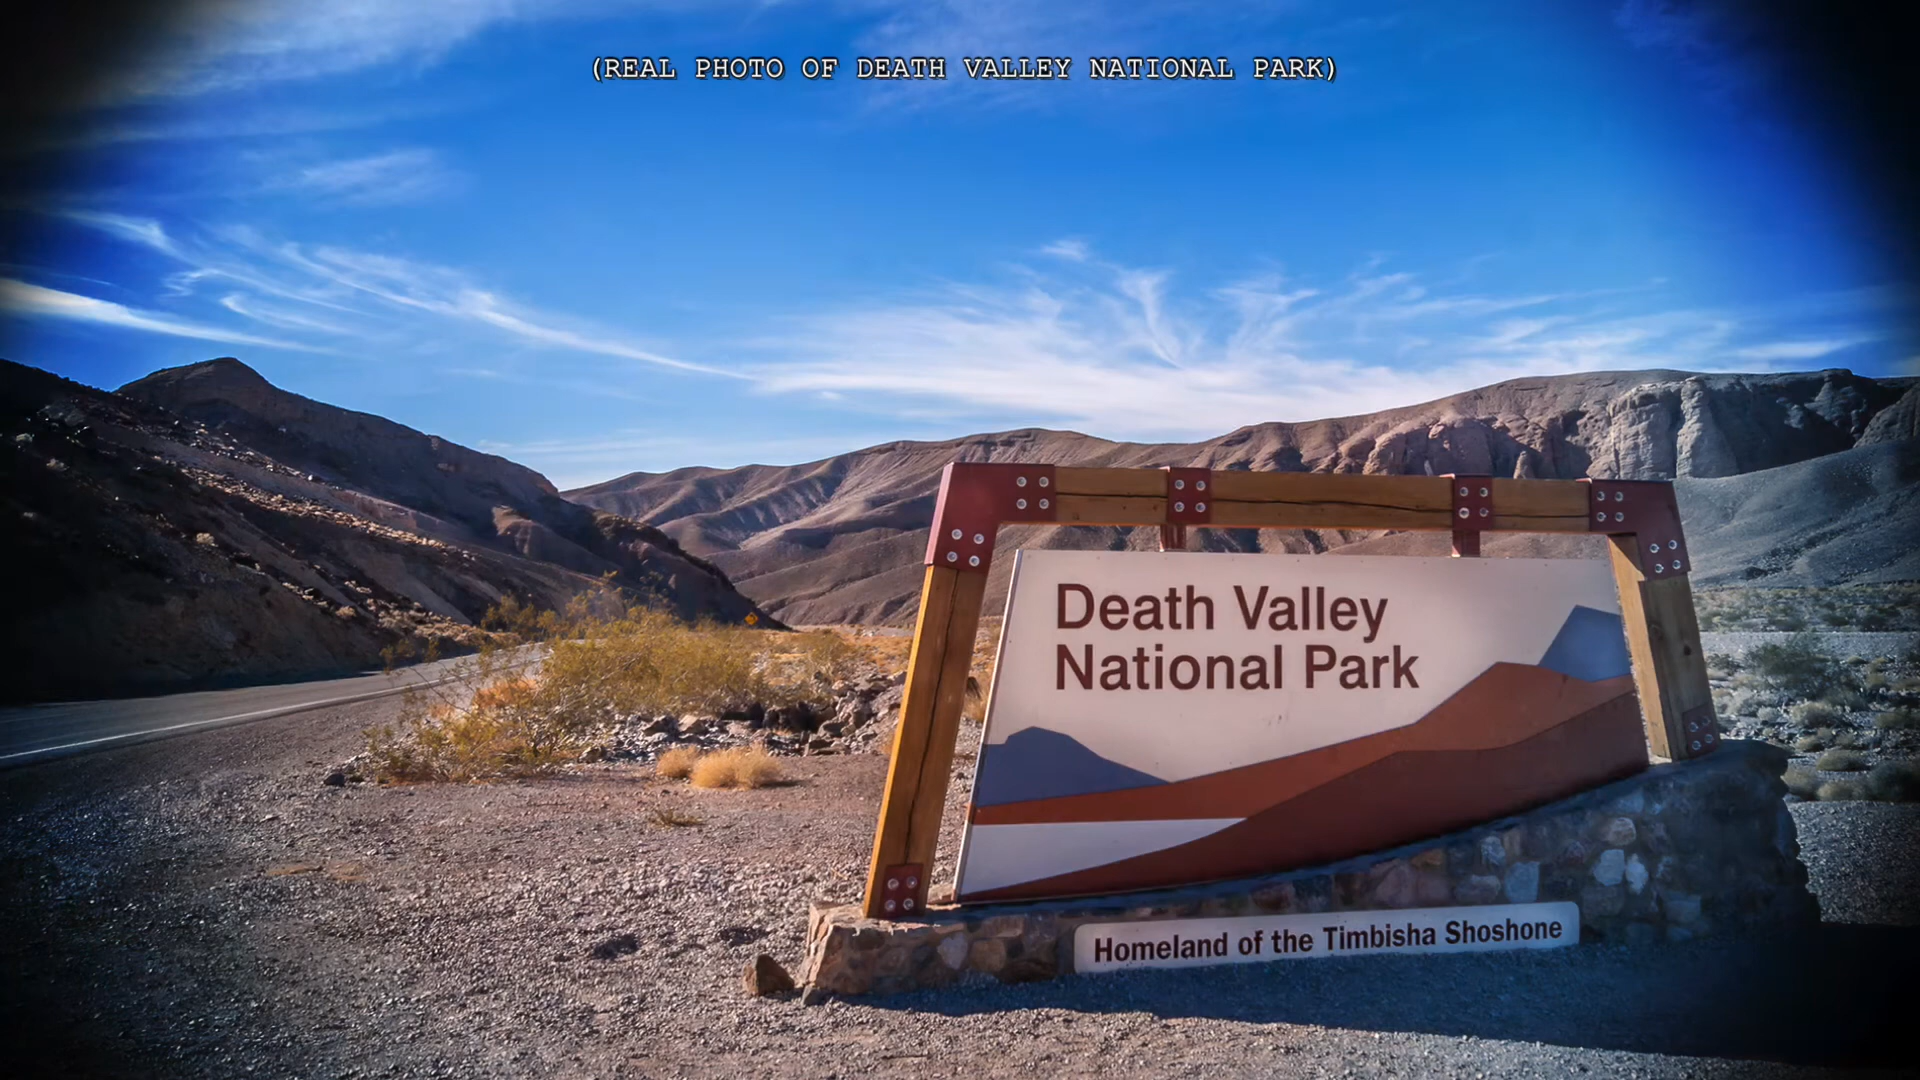 (REAL PHOTO OF DEATH VALLEY NATIONAL PARK)
Death Valley
National Park
Homeland of the Timbisha Shoshone